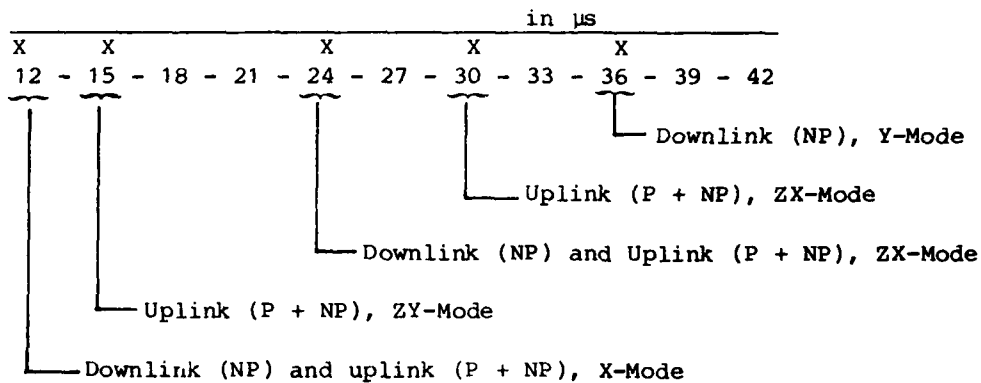 in µs
X X X X X
12 - 15 - 18 - 21 - 24 - 27 - 30 - 33 - 36 - 39 - 42
Downlink (NP), Y-Mode
Uplink (P + NP), ZX-Mode
Downlink (NP) and Uplink (P + NP), ZX-Mode
Uplink (P + NP), ZY-Mode
Downlink (NP) and uplink (P + NP), X-Mode